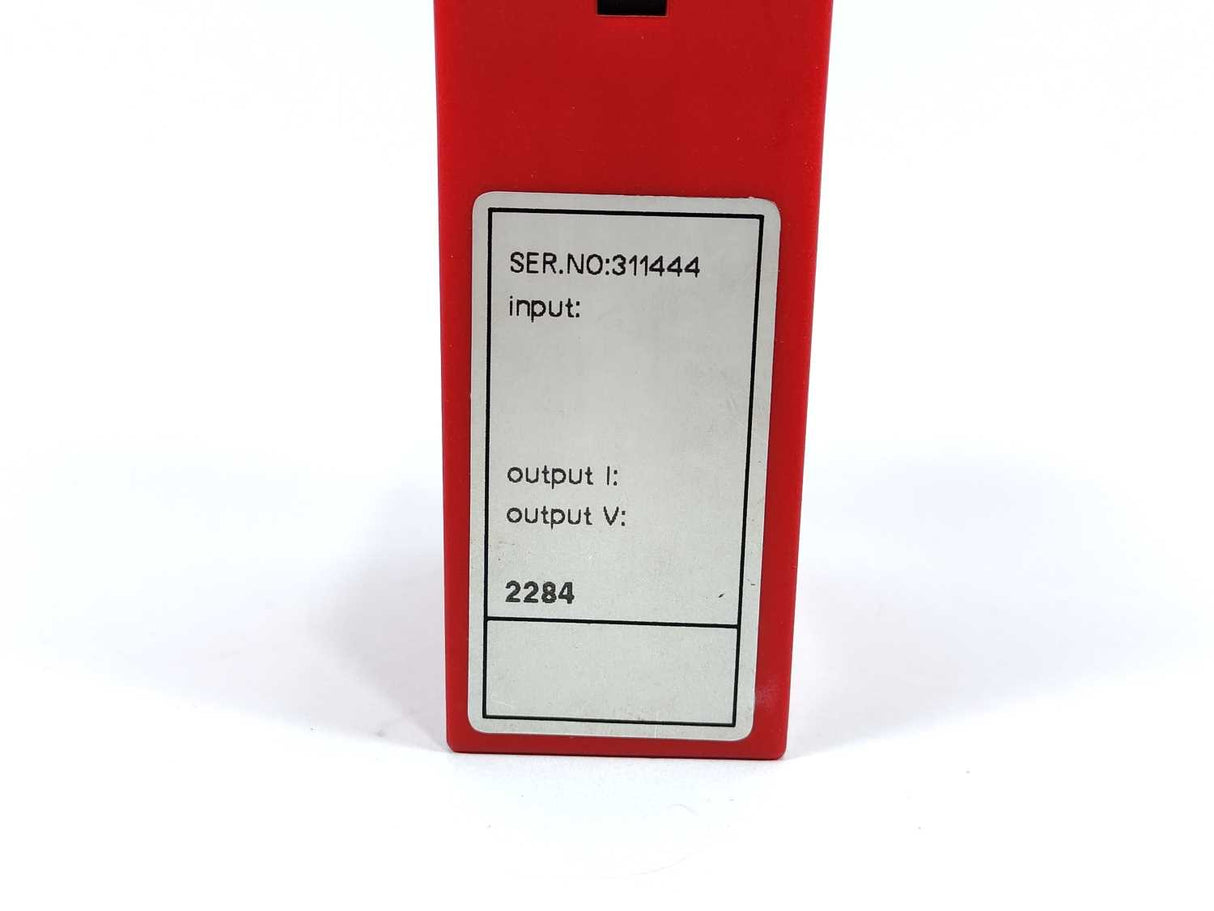 SER.NO:311444
input:
output I:
output V:
2284